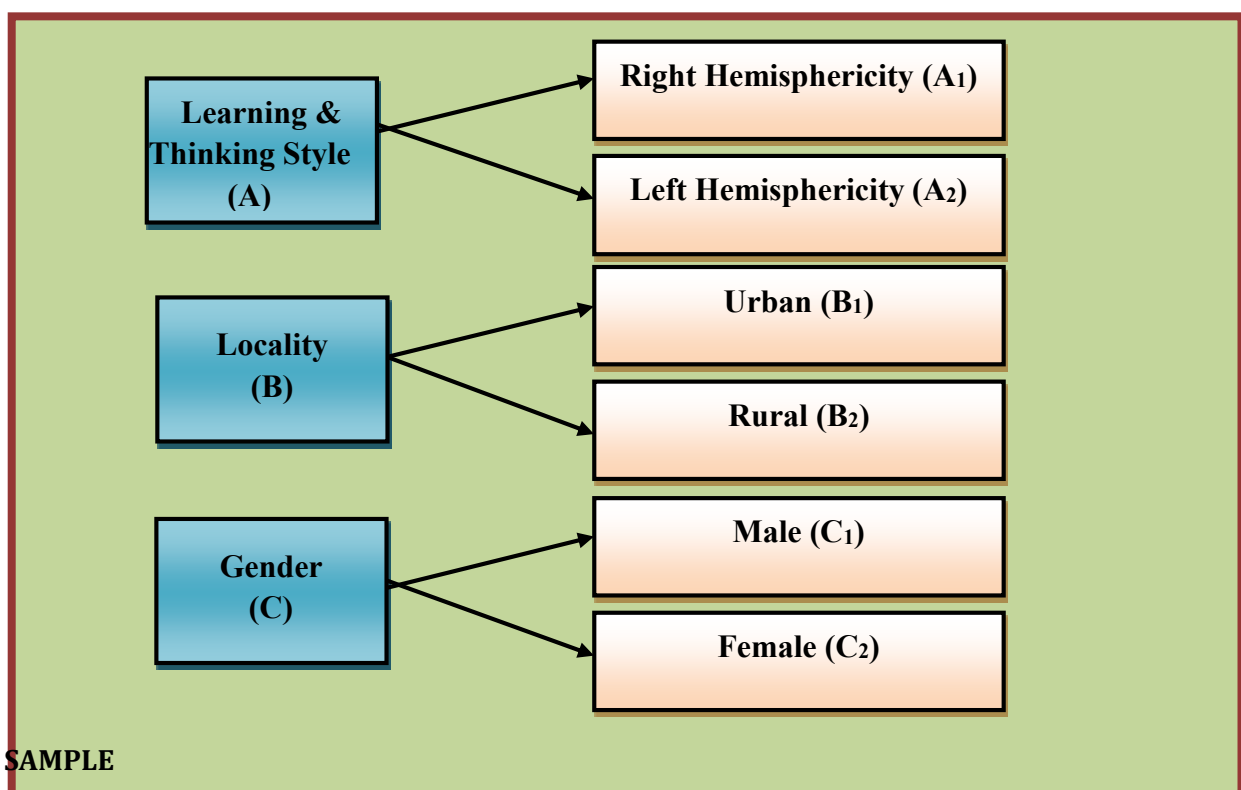 Learning &
Thinking Style
(A)
Right Hemisphericity (A₁)
Left Hemisphericity (A₂)
Locality
(B)
Urban (B₁)
Rural (B₂)
Gender
(C)
Male (C₁)
Female (C₂)
SAMPLE